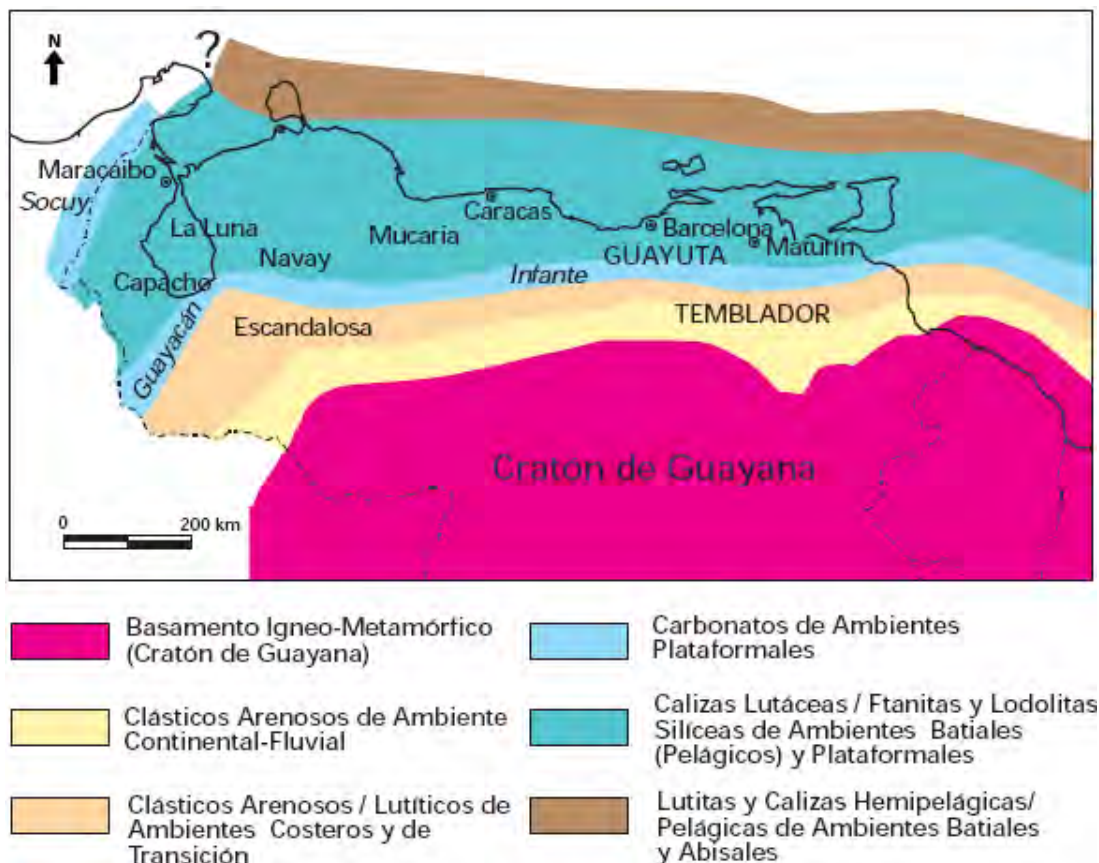 N
?
Maracaibo
Socuy
La Luna
Capacho
Navay
Mucaria
Caracas
Barcelona
GUAYUTA
Maturín
Infante
Guayacán
Escandalosa
TEMBLADOR
Cratón de Guayana
0 200 km
Basamento Igneo-Metamórfico
(Cratón de Guayana)
Clásticos Arenosos de Ambiente
Continental-Fluvial
Clásticos Arenosos / Lutíticos de
Ambientes Costeros y de
Transición
Carbonatos de Ambientes
Plataformales
Calizas Lutáceas / Ftanitas y Lodolitas
Silíceas de Ambientes Batiales
(Pelágicos) y Plataformales
Lutitas y Calizas Hemipelágicas/
Pelágicas de Ambientes Batiales
y Abisales